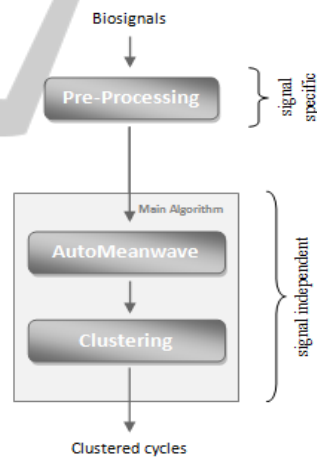 Biosignals
Pre-Processing
signal
specific
Main Algorithm
AutoMeanwave
Clustering
signal independent
Clustered cycles